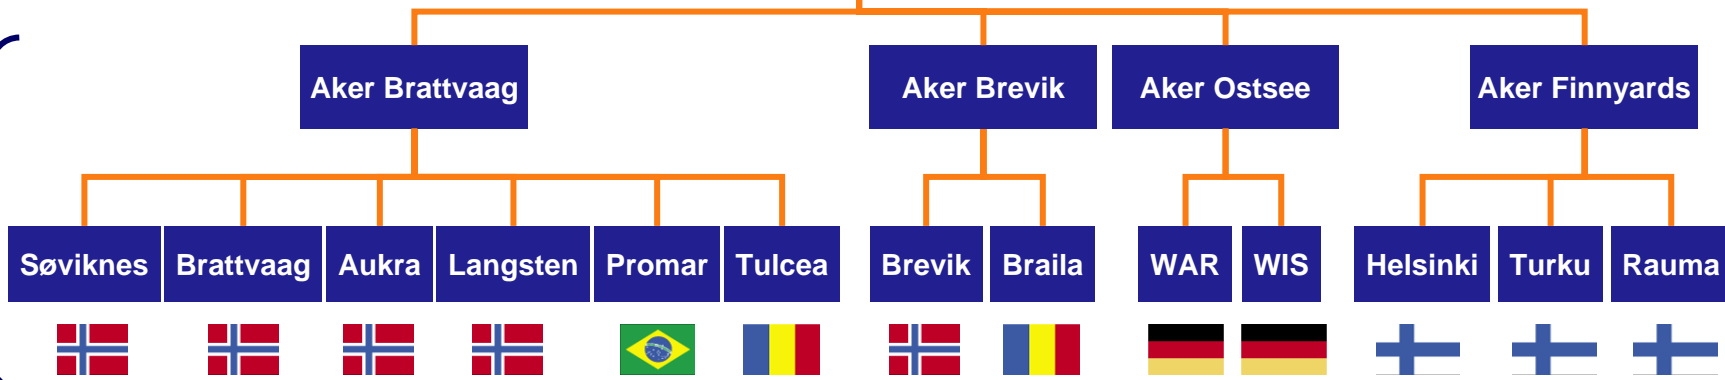 Aker Brattvaag
Aker Brevik
Aker Ostsee
Aker Finnyards
Søviknes
Brattvaag
Aukra
Langsten
Promar
Tulcea
Brevik
Braila
WAR
WIS
Helsinki
Turku
Rauma